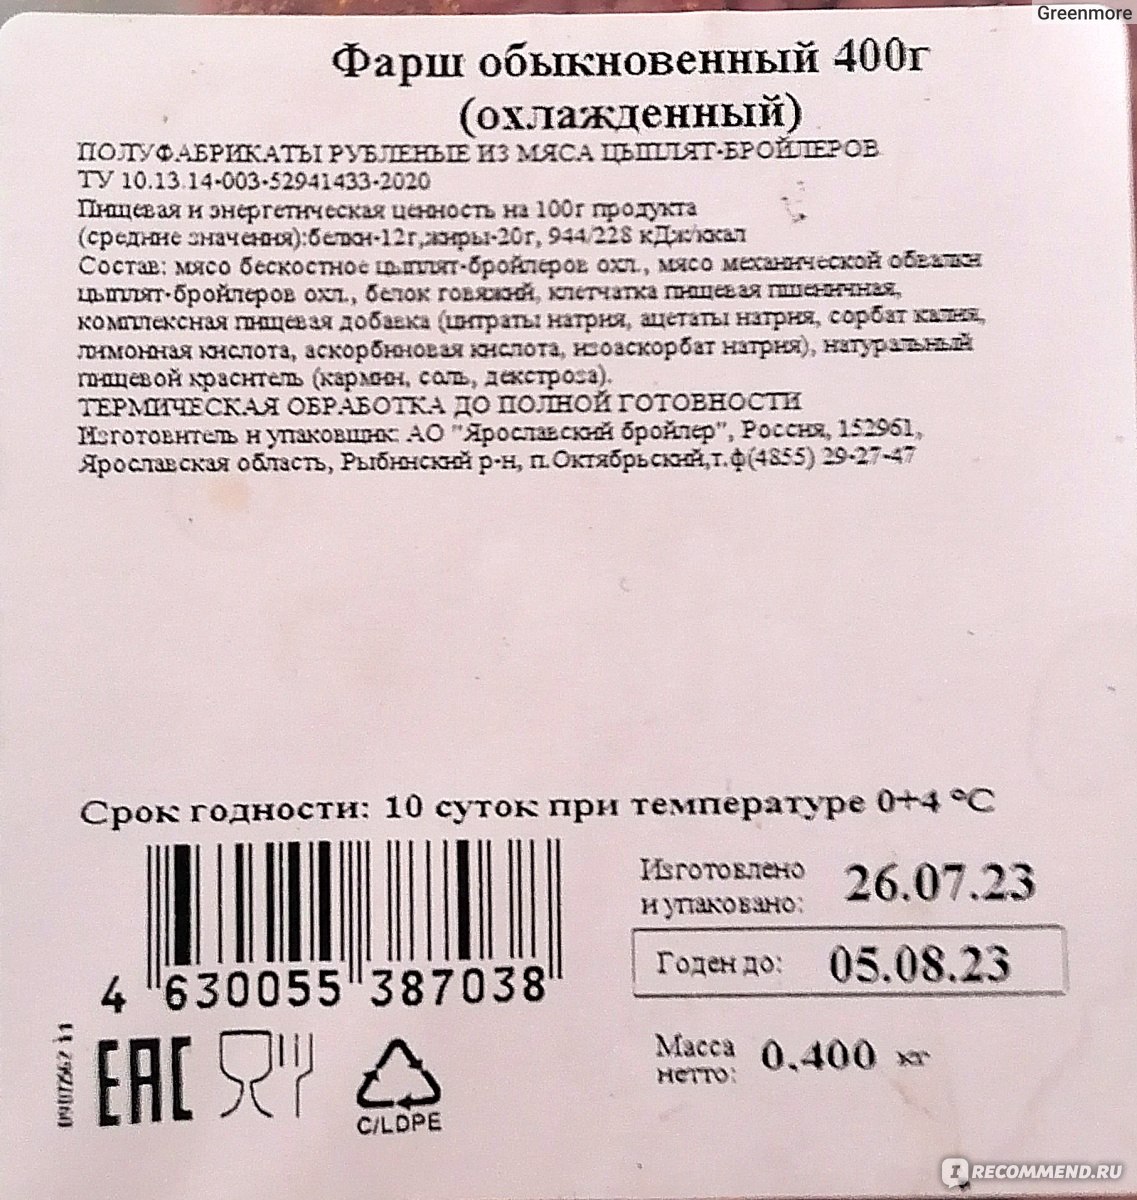 Greenmore
Фарш обыкновенный 400г
(охлажденный)
ПОЛУФАБРИКАТЫ РУБЛЕНЫЕ ИЗ МЯСА ЦЫПЛЯТ-БРОЙЛЕРОВ
ТУ 10.13.14-003-52941433-2020
Пищевая и энергетическая ценность на 100г продукта
(средние значения):белки-12г,жиры-20г, 944/228 кДж/ккал
Состав: мясо бескостное цыплят-бройлеров охл., мясо механической обвалки
цыплят-бройлеров охл., белок говяжий, клетчатка пищевая пшеничная,
комплексная пищевая добавка (цитраты натрия, ацетаты натрия, сорбат калия,
лимонная кислота, аскорбиновая кислота, изоаскорбат натрия), натуральный
пищевой краситель (кармин, соль, декстроза).
ТЕРМИЧЕСКАЯ ОБРАБОТКА ДО ПОЛНОЙ ГОТОВНОСТИ
Изготовитель и упаковщик: АО "Ярославский бройлер", Россия, 152961,
Ярославская область, Рыбинский р-н, п.Октябрьский,т.ф(4855) 29-27-47
Срок годности: 10 суток при температуре 0+4 °С
Изготовлено
и упаковано: 26.07.23
Годен до: 05.08.23
4 630055 387038
Масса
нетто: 0.400 кг
EAC
C/LDPE
IRECOMMEND.RU